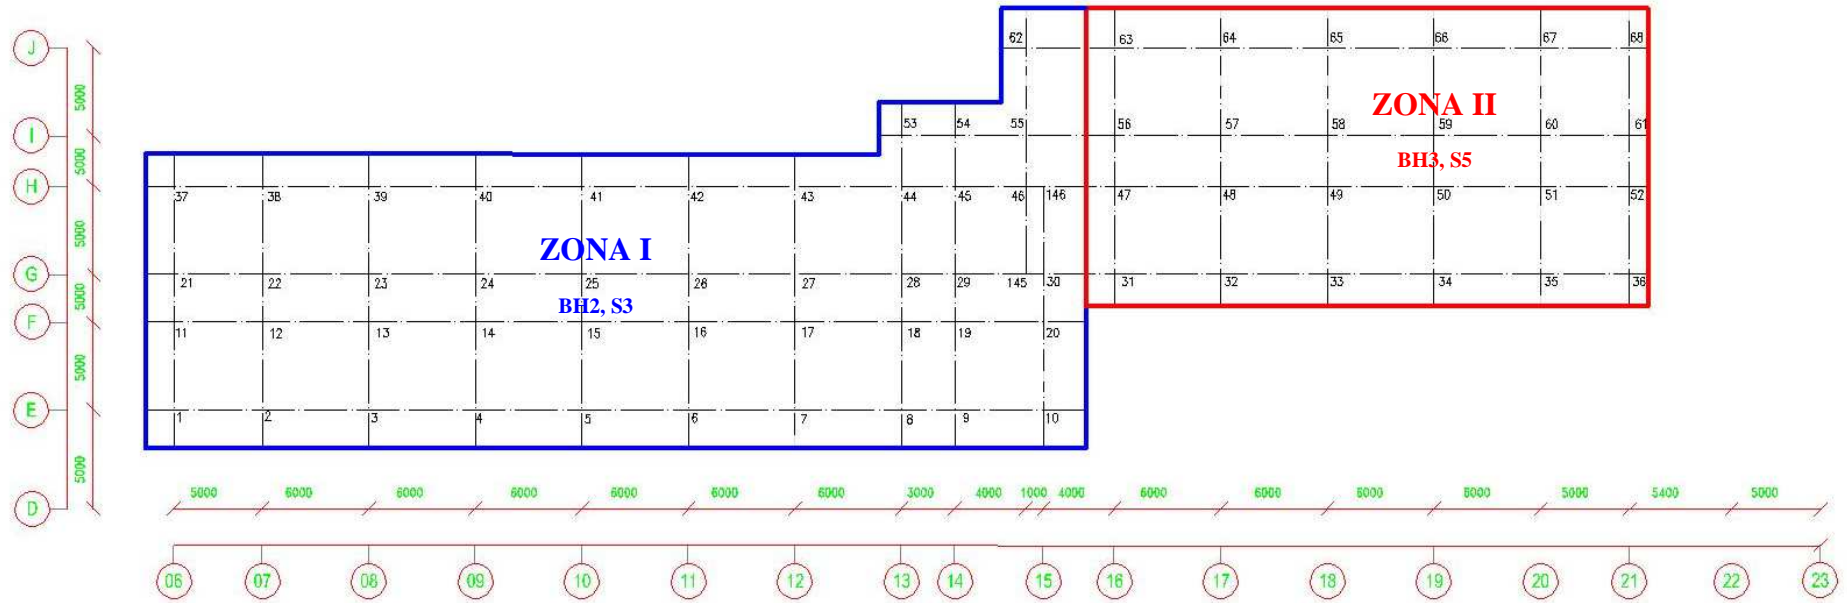 J 62 63 64 65 66 67 68
5000
ZONA II
I 53 54 55 56 57 58 59 60 61
5000
BH3, S5
H 37 38 39 40 41 42 43 44 45 46 146 47 48 49 50 51 52
5000
ZONA I
G 21 22 23 24 25 26 27 28 29 145 30 31 32 33 34 35 36
5000
BH2, S3
F 11 12 13 14 15 16 17 18 19 20
5000
E 1 2 3 4 5 6 7 8 9 10
5000
5000 6000 6000 6000 6000 6000 6000 3000 4000 1000 4000 6000 6000 6000 6000 5000 5400 5000
D
06 07 08 09 10 11 12 13 14 15 16 17 18 19 20 21 22 23